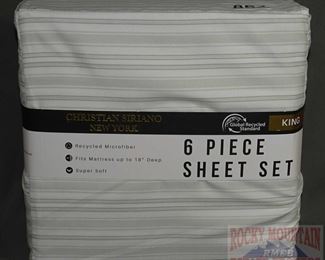 862
CHRISTIAN SIRIANO
NEW YORK
Recycled Microfiber
Fits Mattress up to 18" Deep
Super Soft
Global Recycled
Standard
KING
6 PIECE
SHEET SET
ROCKY MOUNTAIN